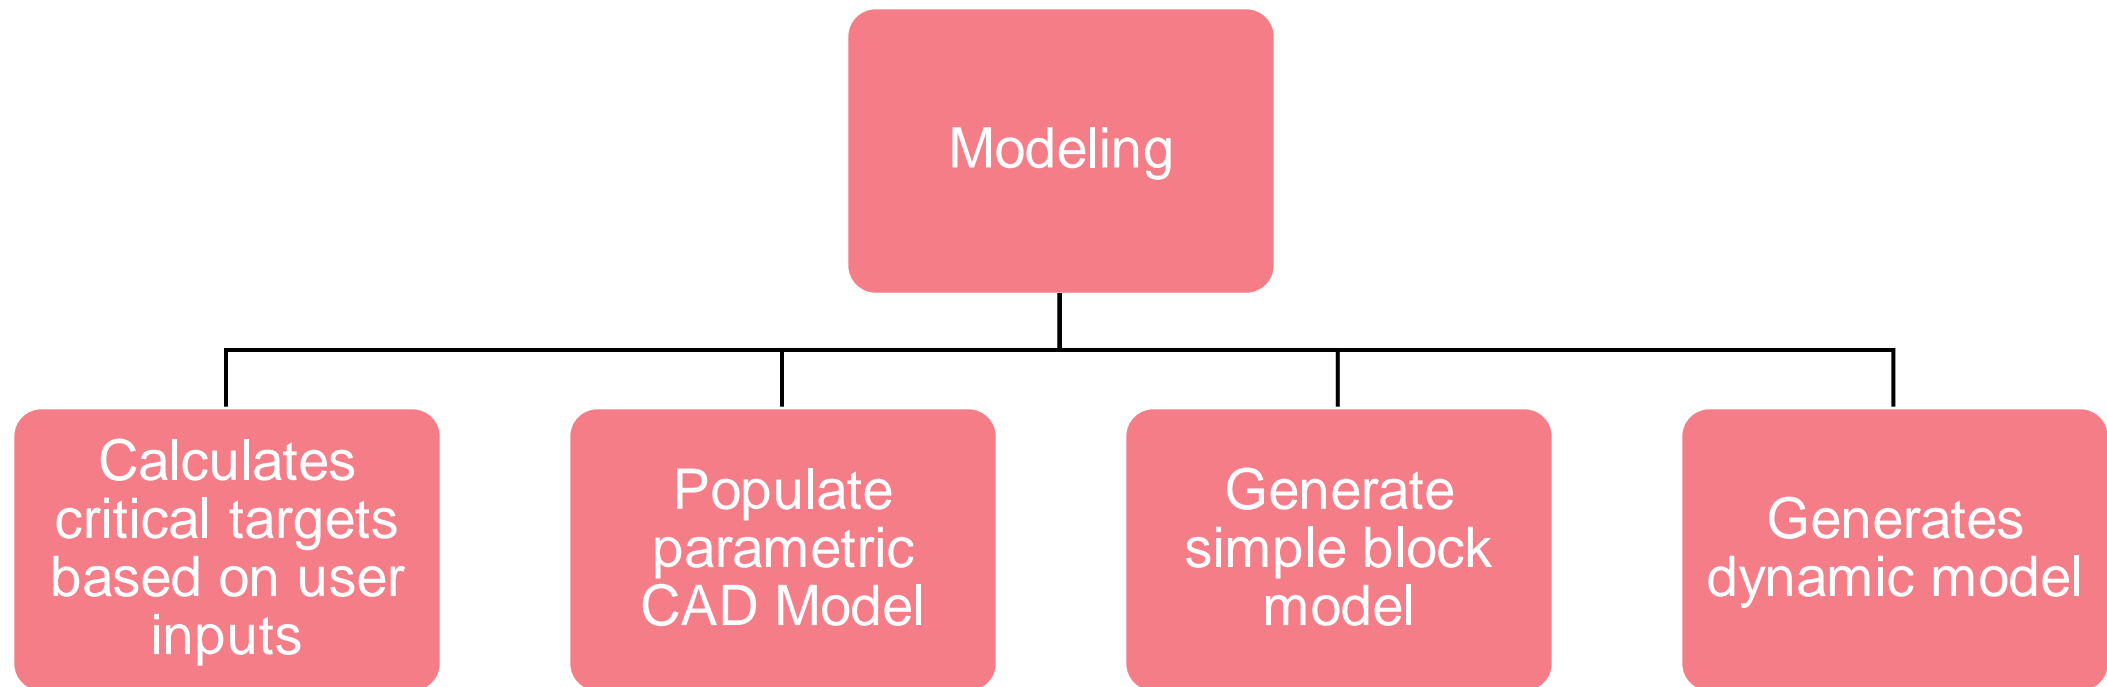 Modeling
Calculates
critical targets
based on user
inputs
Populate
parametric
CAD Model
Generate
simple block
model
Generates
dynamic model